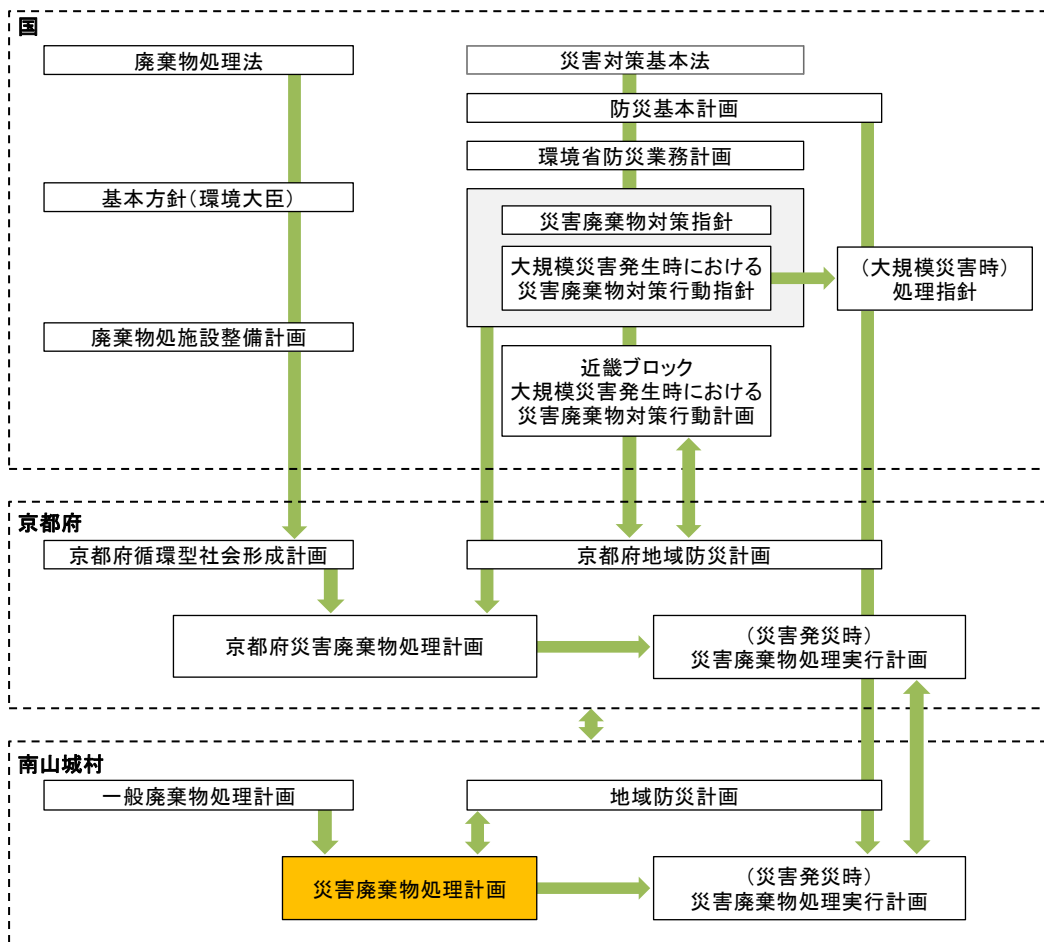 国
廃棄物処理法
災害対策基本法
防災基本計画
環境省防災業務計画
基本方針(環境大臣)
災害廃棄物対策指針
大規模災害発生時における
災害廃棄物対策行動指針
(大規模災害時)
処理指針
廃棄物処施設整備計画
近畿ブロック
大規模災害発生時における
災害廃棄物対策行動計画
京都府
京都府循環型社会形成計画
京都府地域防災計画
京都府災害廃棄物処理計画
(災害発災時)
災害廃棄物処理実行計画
南山城村
一般廃棄物処理計画
地域防災計画
災害廃棄物処理計画
(災害発災時)
災害廃棄物処理実行計画